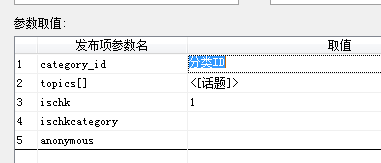 参数取值:
发布项参数名 取值
1 category_id 分类ID
2 topics[] <[话题]>
3 ischk 1
4 ischkcategory
5 anonymous